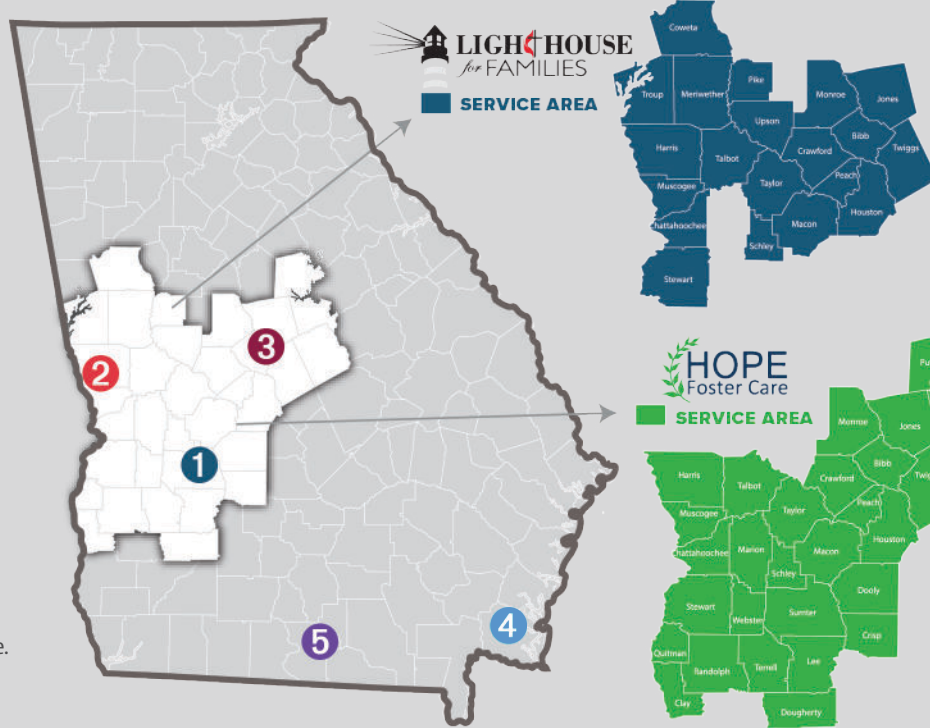 LIGHTHOUSE
for FAMILIES
SERVICE AREA
Coweta
Troup
Meriwether
Pike
Monroe
Jones
Upson
Bibb
Twiggs
Harris
Talbot
Crawford
Peach
Muscogee
Taylor
Houston
Chattahoochee
Macon
Schley
Stewart
2
3
1
4
5
e.
HOPE
Foster Care
SERVICE AREA
Pu
Monroe
Jones
Bibb
Harris
Talbot
Crawford
Twig
Taylor
Peach
Muscogee
Houston
Chattahoochee
Marion
Macon
Schley
Dooly
Stewart
Webster
Sumter
Crisp
Quitman
Randolph
Terrell
Lee
Clay
Dougherty